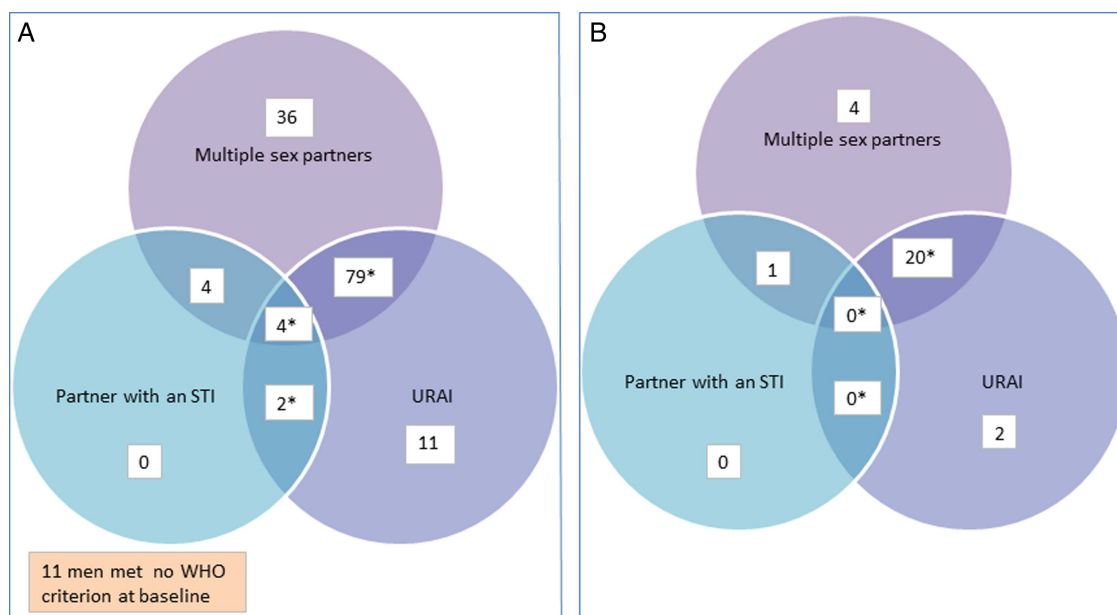 A
36
Multiple sex partners
4
79*
4*
Partner with an STI
URAI
2*
0
11
11 men met no WHO
criterion at baseline
B
4
Multiple sex partners
1
20*
0*
Partner with an STI
URAI
0*
0
2